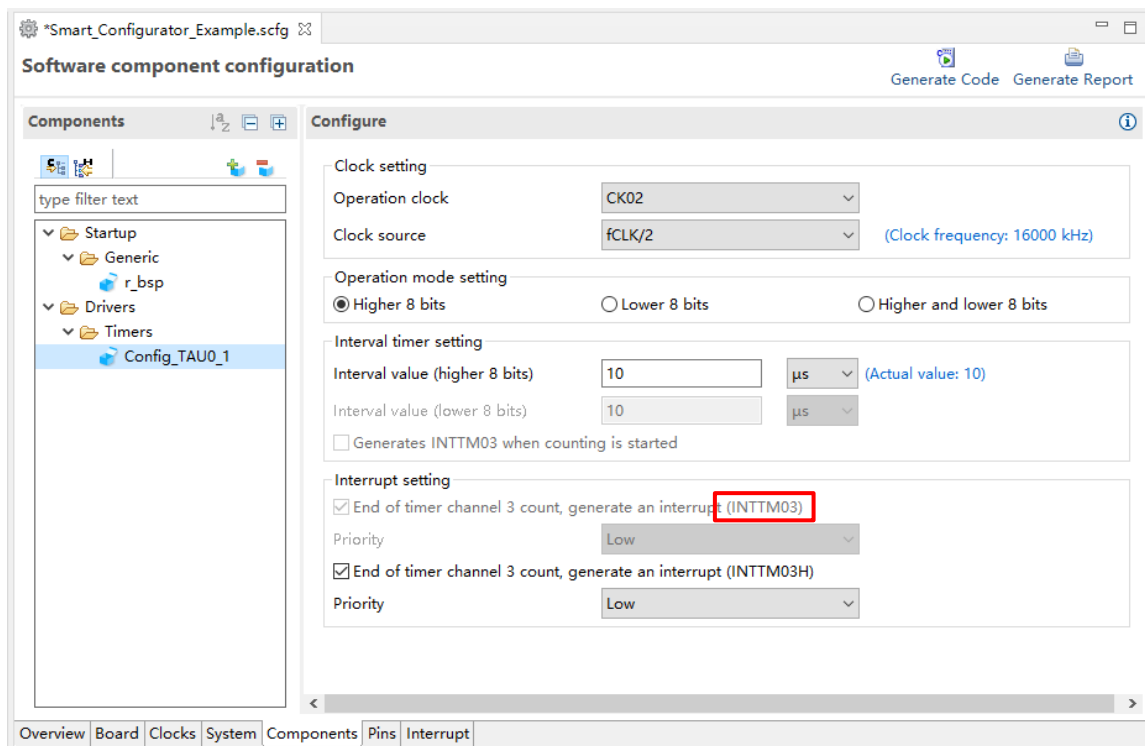 *Smart_Configurator_Example.scfg
Software component configuration
Generate Code Generate Report
Components
type filter text
Startup
Generic
r_bsp
Drivers
Timers
Config_TAU0_1
Configure
Clock setting
Operation clock CK02
Clock source fCLK/2 (Clock frequency: 16000 kHz)
Operation mode setting
Higher 8 bits Lower 8 bits Higher and lower 8 bits
Interval timer setting
Interval value (higher 8 bits) 10 µs (Actual value: 10)
Interval value (lower 8 bits) 10 µs
Generates INTTM03 when counting is started
Interrupt setting
End of timer channel 3 count, generate an interrupt (INTTM03)
Priority Low
End of timer channel 3 count, generate an interrupt (INTTM03H)
Priority Low
Overview Board Clocks System Components Pins Interrupt